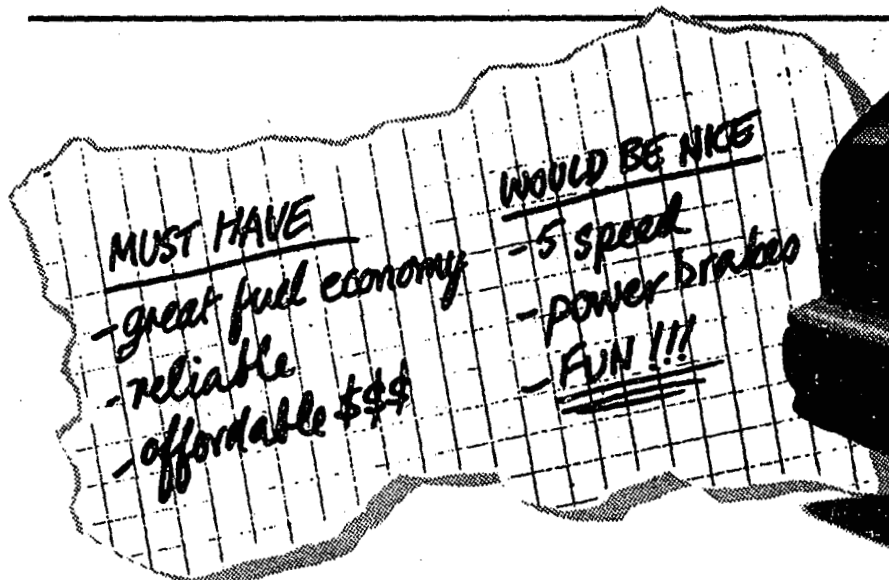 MUST HAVE
- great fuel economy
- reliable
- affordable $$$
WOULD BE NICE
- 5 speed
- power brakes
- FUN !!!